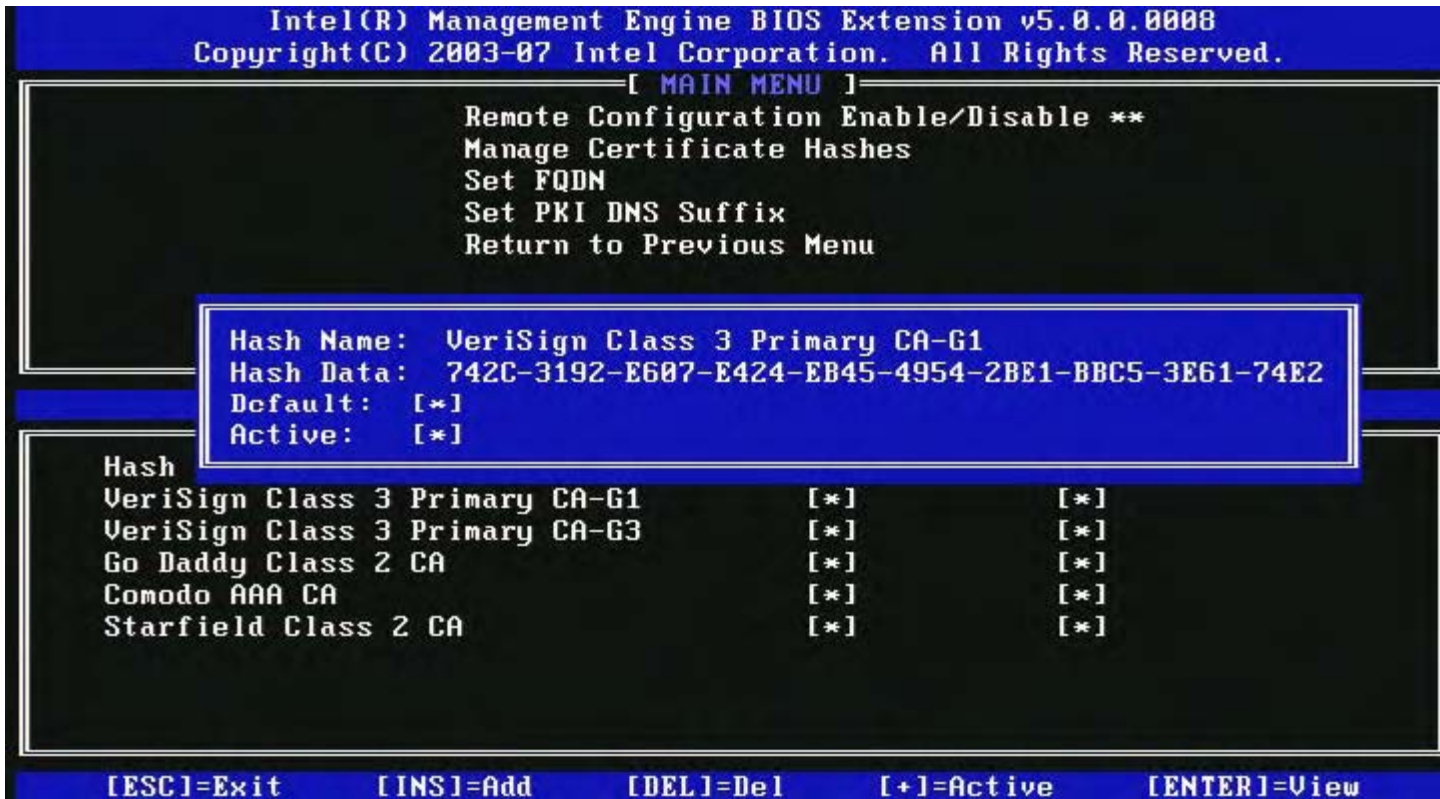 Intel(R) Management Engine BIOS Extension v5.0.0.0008
Copyright(C) 2003-07 Intel Corporation. All Rights Reserved.
[ MAIN MENU ]
Remote Configuration Enable/Disable **
Manage Certificate Hashes
Set FQDN
Set PKI DNS Suffix
Return to Previous Menu
Hash Name: VeriSign Class 3 Primary CA-G1
Hash Data: 742C-3192-E607-E424-EB45-4954-2BE1-BBC5-3E61-74E2
Default: [*]
Active: [*]
Hash
VeriSign Class 3 Primary CA-G1 [*] [*]
VeriSign Class 3 Primary CA-G3 [*] [*]
Go Daddy Class 2 CA [*] [*]
Comodo AAA CA [*] [*]
Starfield Class 2 CA [*] [*]
[ESC]=Exit [INS]=Add [DEL]=Del [+]=Active [ENTER]=View